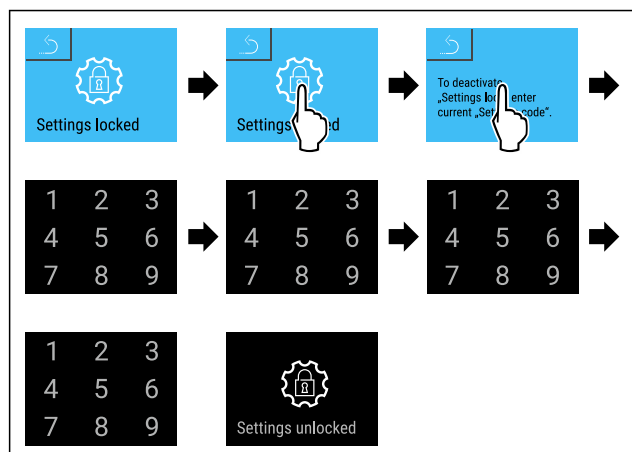 Settings locked
Settings
ed
To deactivate
„Settings lo
enter
current „Set
code“.
1 2 3
4 5 6
7 8 9
1 2 3
4 5 6
7 8 9
1 2 3
4 5 6
7 8 9
1 2 3
4 5 6
7 8 9
Settings unlocked